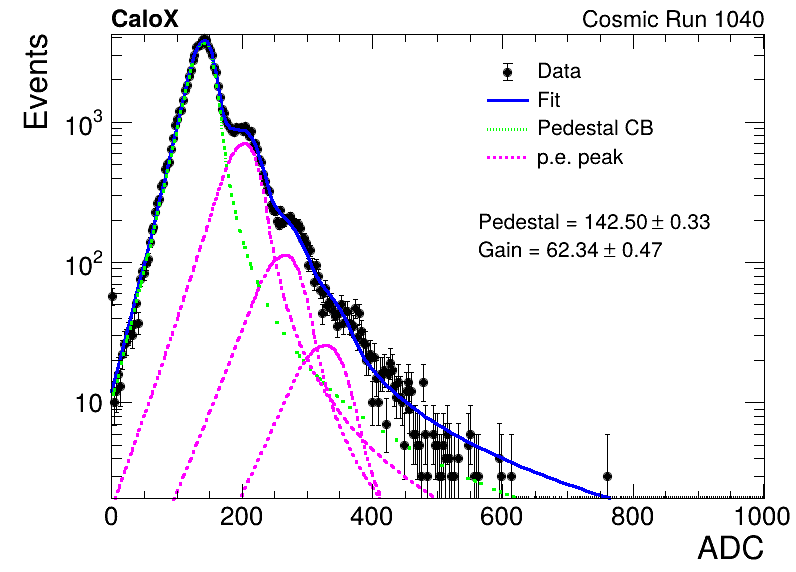 CaloX Cosmic Run 1040
Events
Data
Fit
Pedestal CB
p.e. peak
Pedestal = 142.50 ± 0.33
Gain = 62.34 ± 0.47
10³
10²
10
0 200 400 600 800 1000
ADC